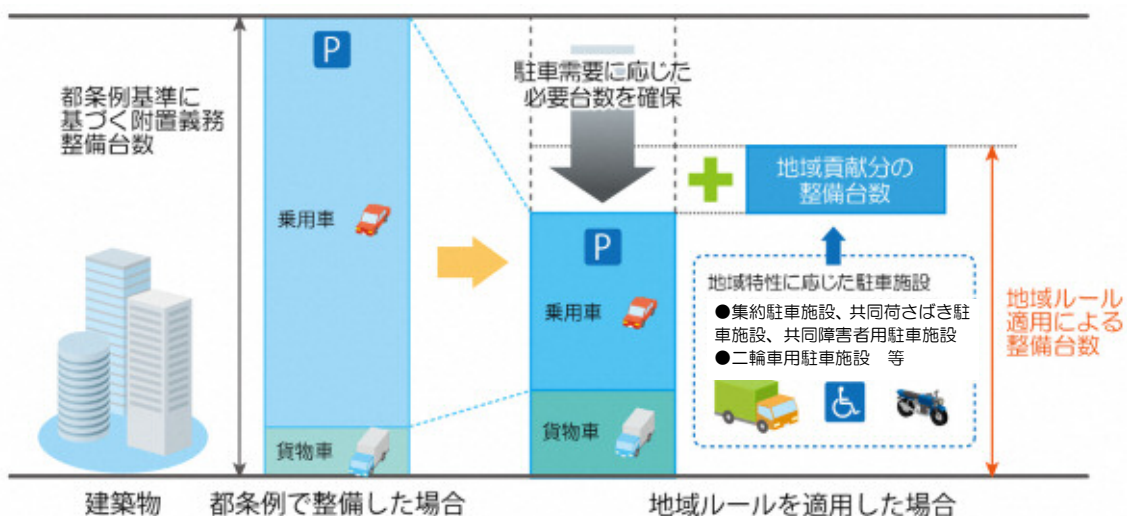 都条例基準に
基づく附置義務
整備台数
P
乗用車
貨物車
駐車需要に応じた
必要台数を確保
P
乗用車
貨物車
地域貢献分の
整備台数
地域特性に応じた駐車施設
●集約駐車施設、共同荷さばき駐
車施設、共同障害者用駐車施設
●二輪車用駐車施設　等
地域ルール
適用による
整備台数
建築物
都条例で整備した場合
地域ルールを適用した場合